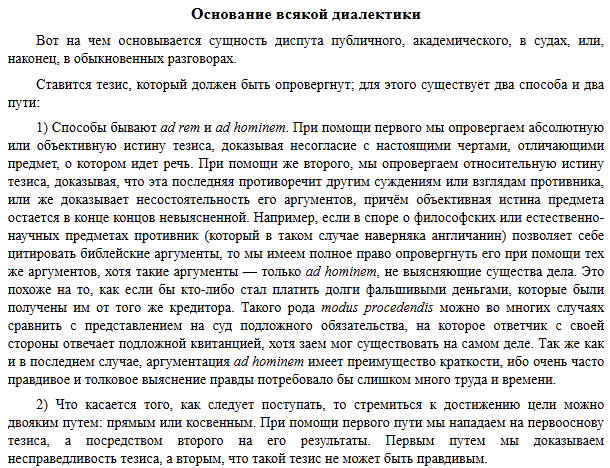 Основание всякой диалектики
Вот на чем основывается сущность диспута публичного, академического, в судах, или,
наконец, в обыкновенных разговорах.
Ставится тезис, который должен быть опровергнут; для этого существует два способа и два
пути:
1) Способы бывают ad rem и ad hominem. При помощи первого мы опровергаем абсолютную
или объективную истину тезиса, доказывая несогласие с настоящими чертами, отличающими
предмет, о котором идет речь. При помощи же второго, мы опровергаем относительную истину
тезиса, доказывая, что эта последняя противоречит другим суждениям или взглядам противника,
или же доказывает несостоятельность его аргументов, причём объективная истина предмета
остается в конце концов невыясненной. Например, если в споре о философских или естественно-
научных предметах противник (который в таком случае наверняка англичанин) позволяет себе
цитировать библейские аргументы, то мы имеем полное право опровергнуть его при помощи тех
же аргументов, хотя такие аргументы — только ad hominem, не выясняющие существа дела. Это
похоже на то, как если бы кто-либо стал платить долги фальшивыми деньгами, которые были
получены им от того же кредитора. Такого рода modus procedendis можно во многих случаях
сравнить с представлением на суд подложного обязательства, на которое ответчик с своей
стороны отвечает подложной квитанцией, хотя заем мог существовать на самом деле. Так же как
и в последнем случае, аргументация ad hominem имеет преимущество краткости, ибо очень часто
правдивое и толковое выяснение правды потребовало бы слишком много труда и времени.
2) Что касается того, как следует поступать, то стремиться к достижению цели можно
двояким путем: прямым или косвенным. При помощи первого пути мы нападаем на первооснову
тезиса, а посредством второго на его результаты. Первым путем мы доказываем
несправедливость тезиса, а вторым, что такой тезис не может быть правдивым.